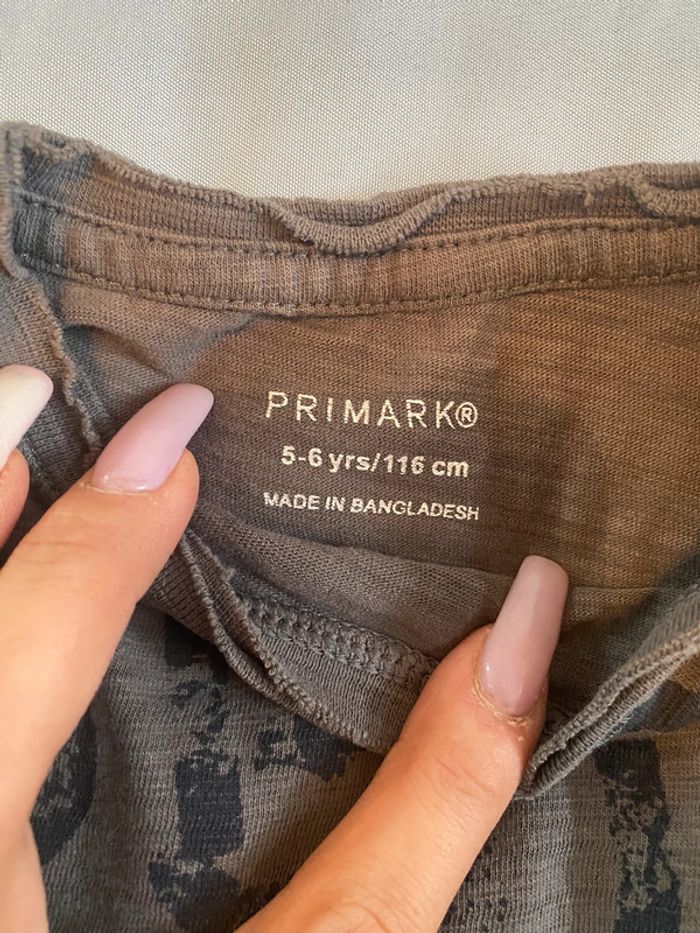 PRIMARK®
5-6 yrs/116 cm
MADE IN BANGLADESH